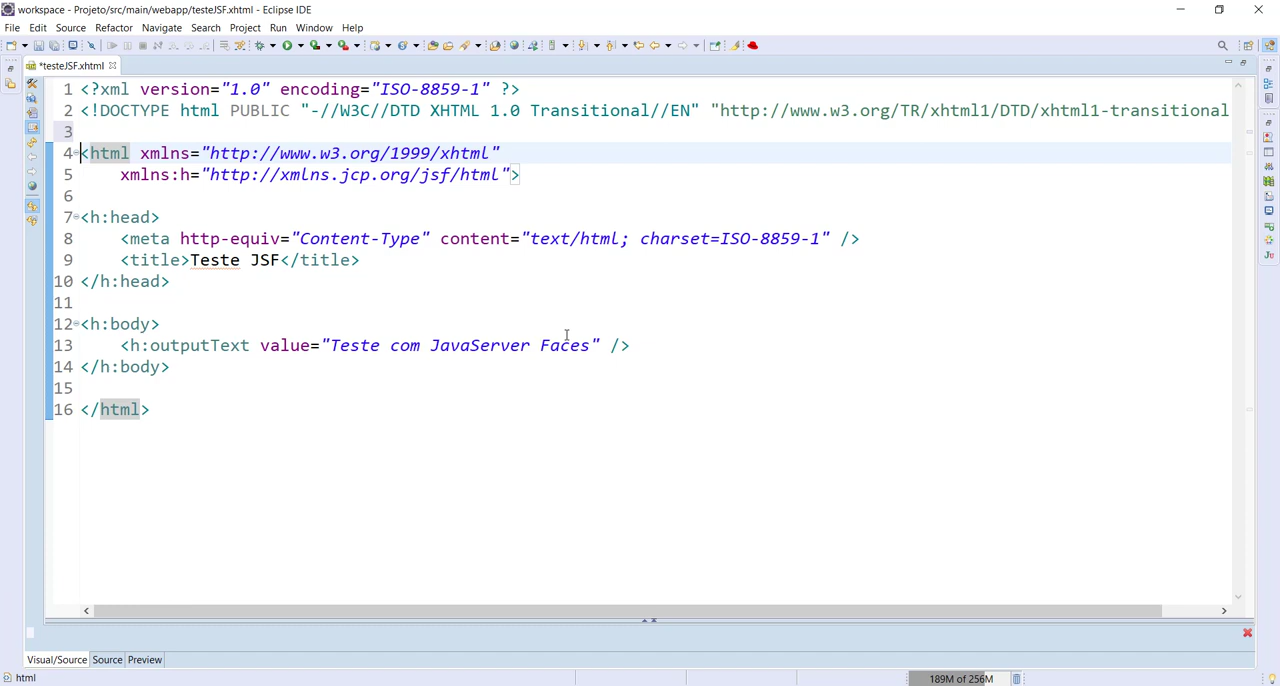 workspace - Projeto/src/main/webapp/testeJSF.xhtml - Eclipse IDE
File Edit Source Refactor Navigate Search Project Run Window Help
*testeJSF.xhtml
1 <?xml version="1.0" encoding="ISO-8859-1" ?>
2 <!DOCTYPE html PUBLIC "-//W3C//DTD XHTML 1.0 Transitional//EN" "http://www.w3.org/TR/xhtml1/DTD/xhtml1-transitional
3
4 <html xmlns="http://www.w3.org/1999/xhtml"
5 xmlns:h="http://xmlns.jcp.org/jsf/html">
6
7 <h:head>
8 <meta http-equiv="Content-Type" content="text/html; charset=ISO-8859-1" />
9 <title>Teste JSF</title>
10 </h:head>
11
12 <h:body>
13 <h:outputText value="Teste com JavaServer Faces" />
14 </h:body>
15
16 </html>
Visual/Source Source Preview
html 189M of 256M